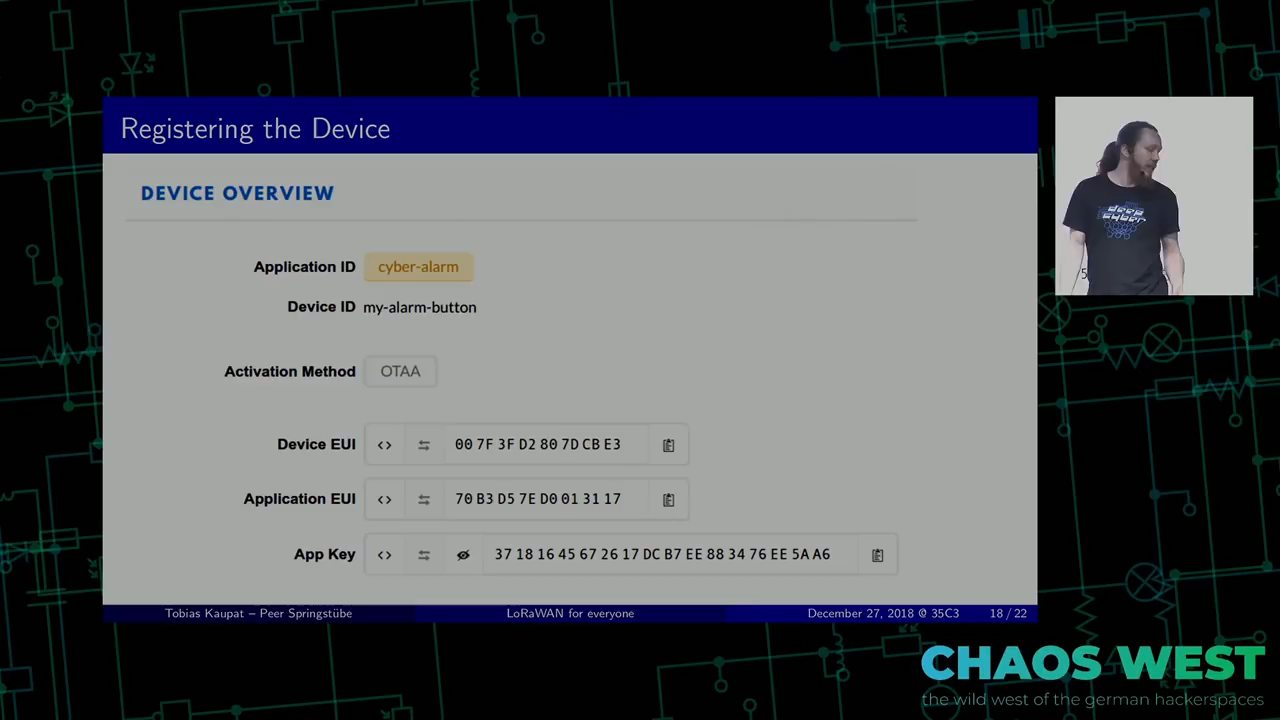 Registering the Device
DEVICE OVERVIEW
Application ID cyber-alarm
Device ID my-alarm-button
Activation Method OTAA
Device EUI <> 00 7F 3F D2 80 7D CB E3
Application EUI <> 70 B3 D5 7E D0 01 31 17
App Key <> 37 18 16 45 67 26 17 DC B7 EE 88 34 76 EE 5A A6
Tobias Kaupat – Peer Springstübe LoRaWAN for everyone December 27, 2018 @ 35C3 18 / 22
deep
cyber
CHAOS WEST
the wild west of the german hackerspaces